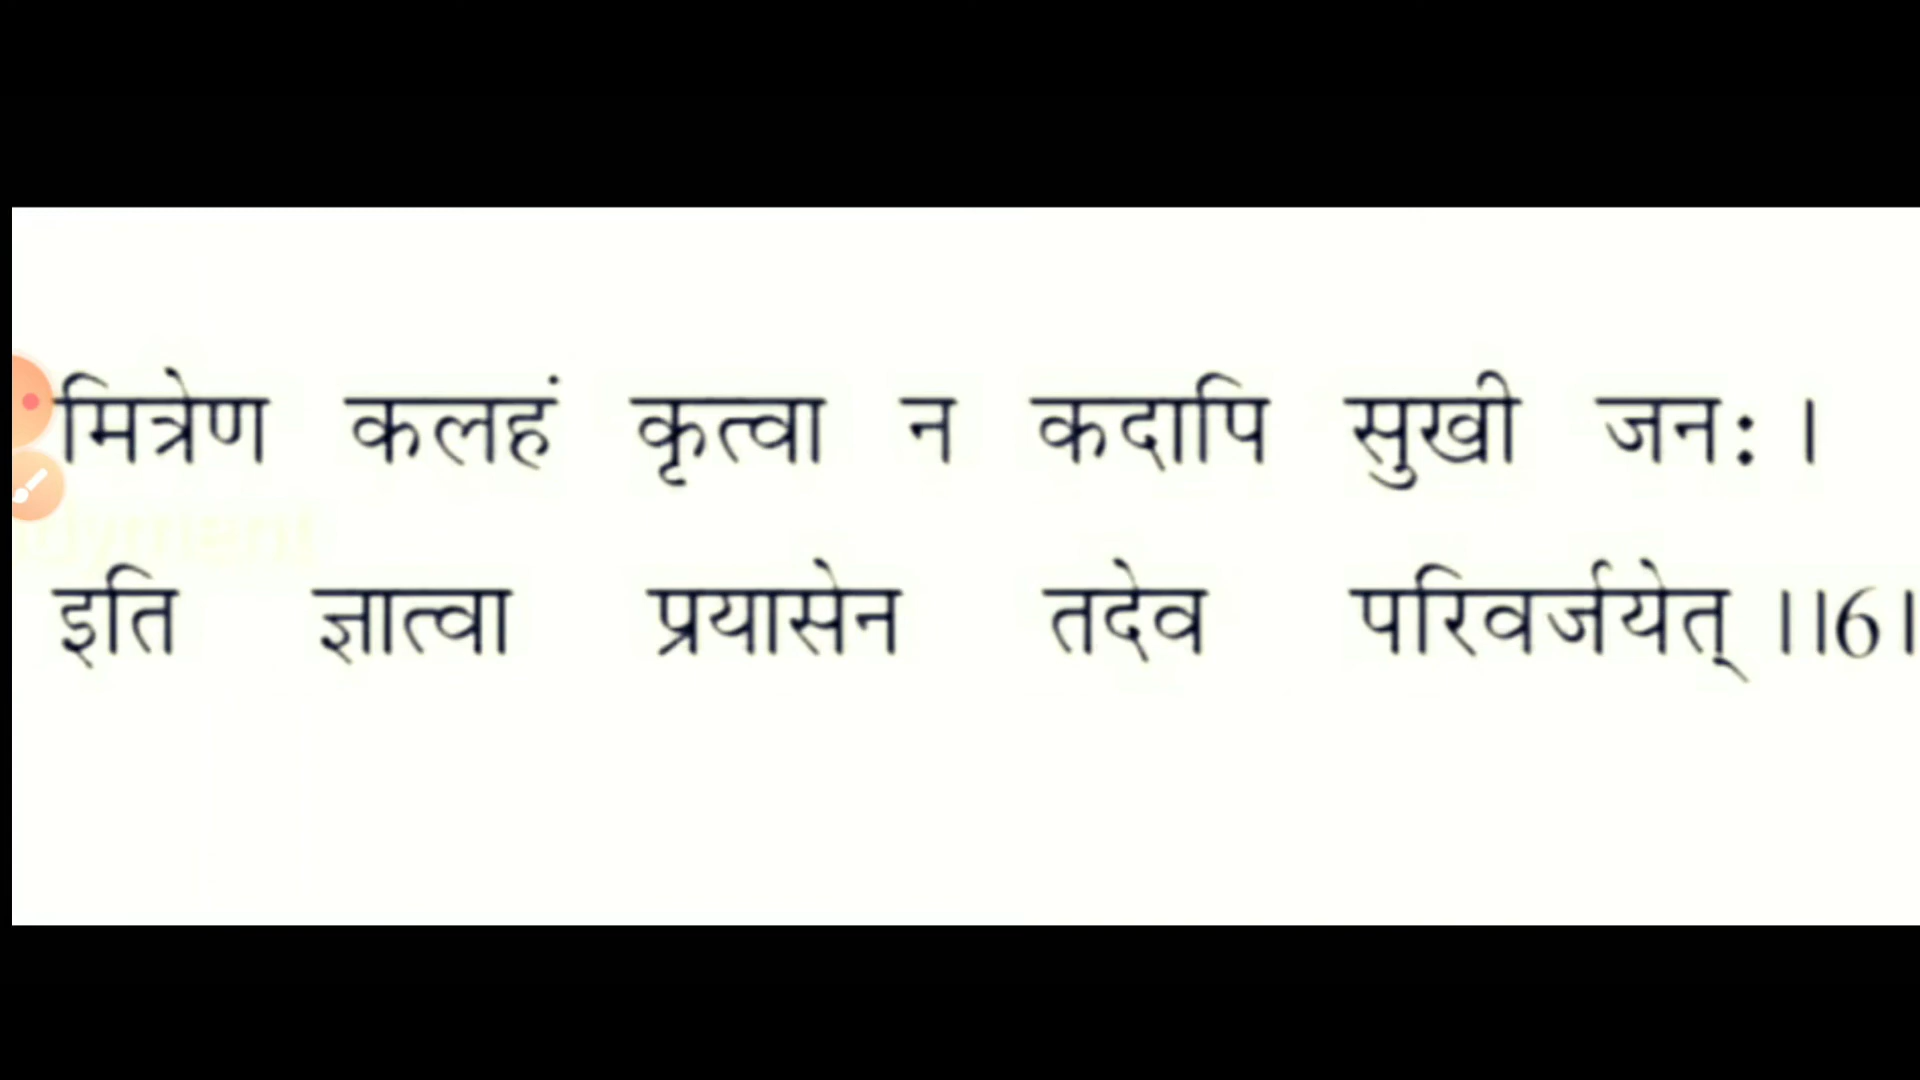 मित्रेण कलहं कृत्वा न कदापि सुखी जनः ।
इति ज्ञात्वा प्रयासेन तदेव परिवर्जयेत् ।।6।